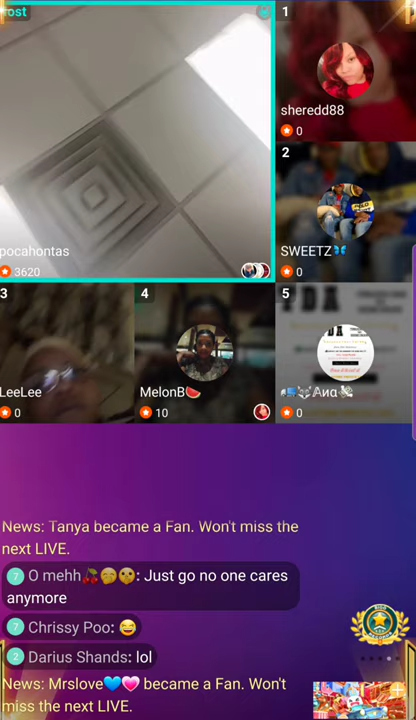 ost
pocahontas
3620
1
sheredd88
0
2
SWEETZ🦋
0
3
LeeLee
0
4
MelonB🍉
10
5
PDA
0
News: Tanya became a Fan. Won't miss the
next LIVE.
7 O mehh🍒🤭🤫: Just go no one cares
anymore
7 Chrissy Poo: 😅
2 Darius Shands: lol
News: Mrslove💙💗 became a Fan. Won't
miss the next LIVE.